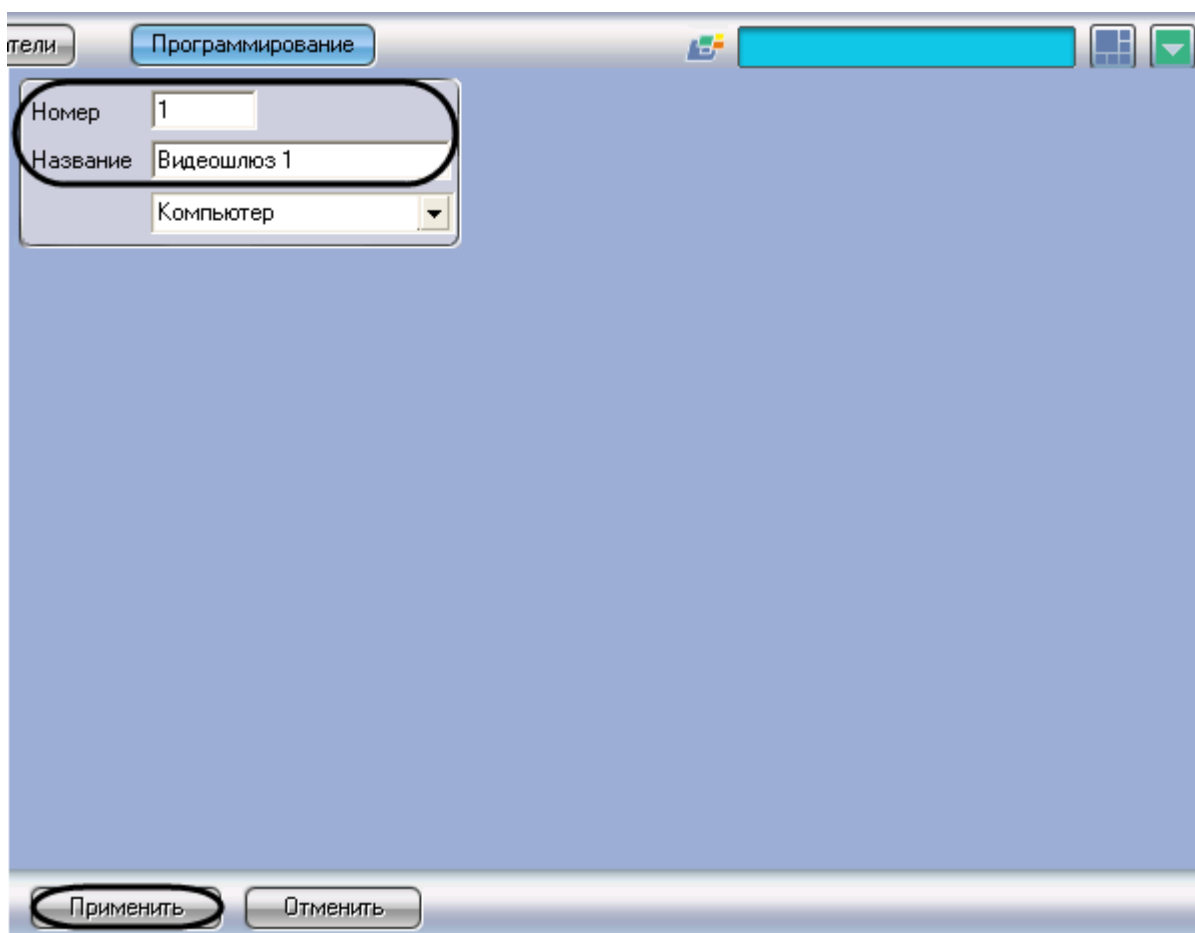 тели Программирование
Номер 1
Название Видеошлюз 1
Компьютер
Применить Отменить